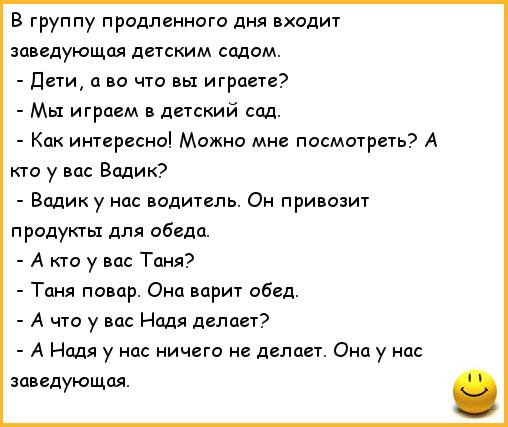 В группу продленного дня входит
заведующая детским садом.
- Дети, а во что вы играете?
- Мы играем в детский сад.
- Как интересно! Можно мне посмотреть? А
кто у вас Вадик?
- Вадик у нас водитель. Он привозит
продукты для обеда.
- А кто у вас Таня?
- Таня повар. Она варит обед.
- А что у вас Надя делает?
- А Надя у нас ничего не делает. Она у нас
заведующая.